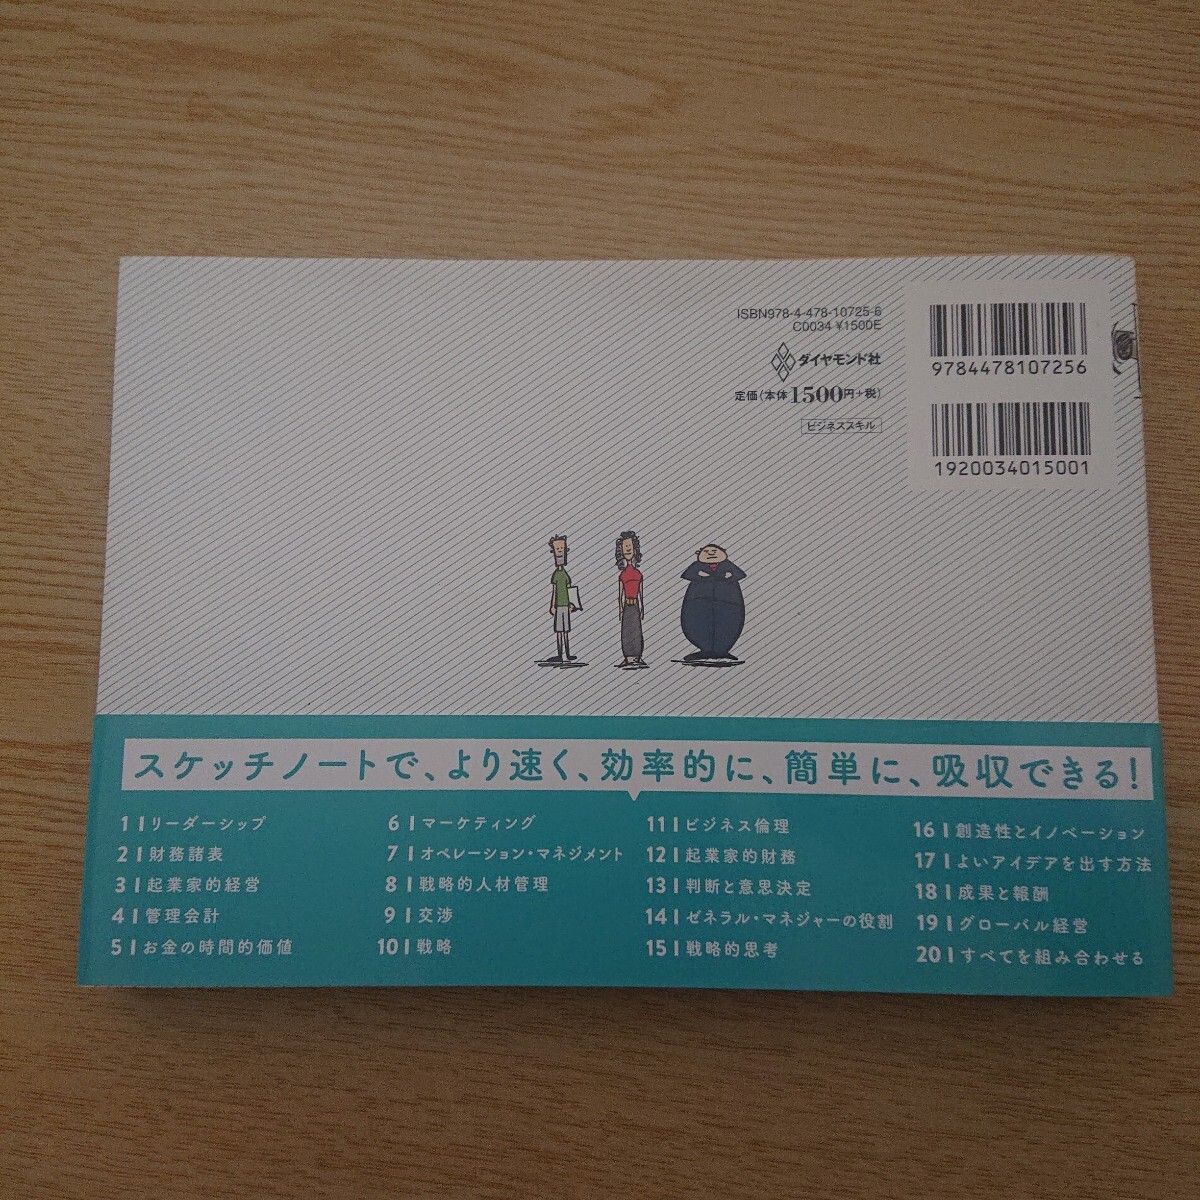 ISBN978-4-478-10725-6
C0034 ¥1500E
ダイヤモンド社
定価(本体1500円+税)
ビジネススキル
9784478107256
1920034015001
スケッチノートで、より速く、効率的に、簡単に、吸収できる!
1 リーダーシップ
2 財務諸表
3 起業家的経営
4 管理会計
5 お金の時間的価値
6 マーケティング
7 オペレーション・マネジメント
8 戦略的人材管理
9 交渉
10 戦略
11 ビジネス倫理
12 起業家的財務
13 判断と意思決定
14 ゼネラル・マネジャーの役割
15 戦略的思考
16 創造性とイノベーション
17 よいアイデアを出す方法
18 成果と報酬
19 グローバル経営
20 すべてを組み合わせる